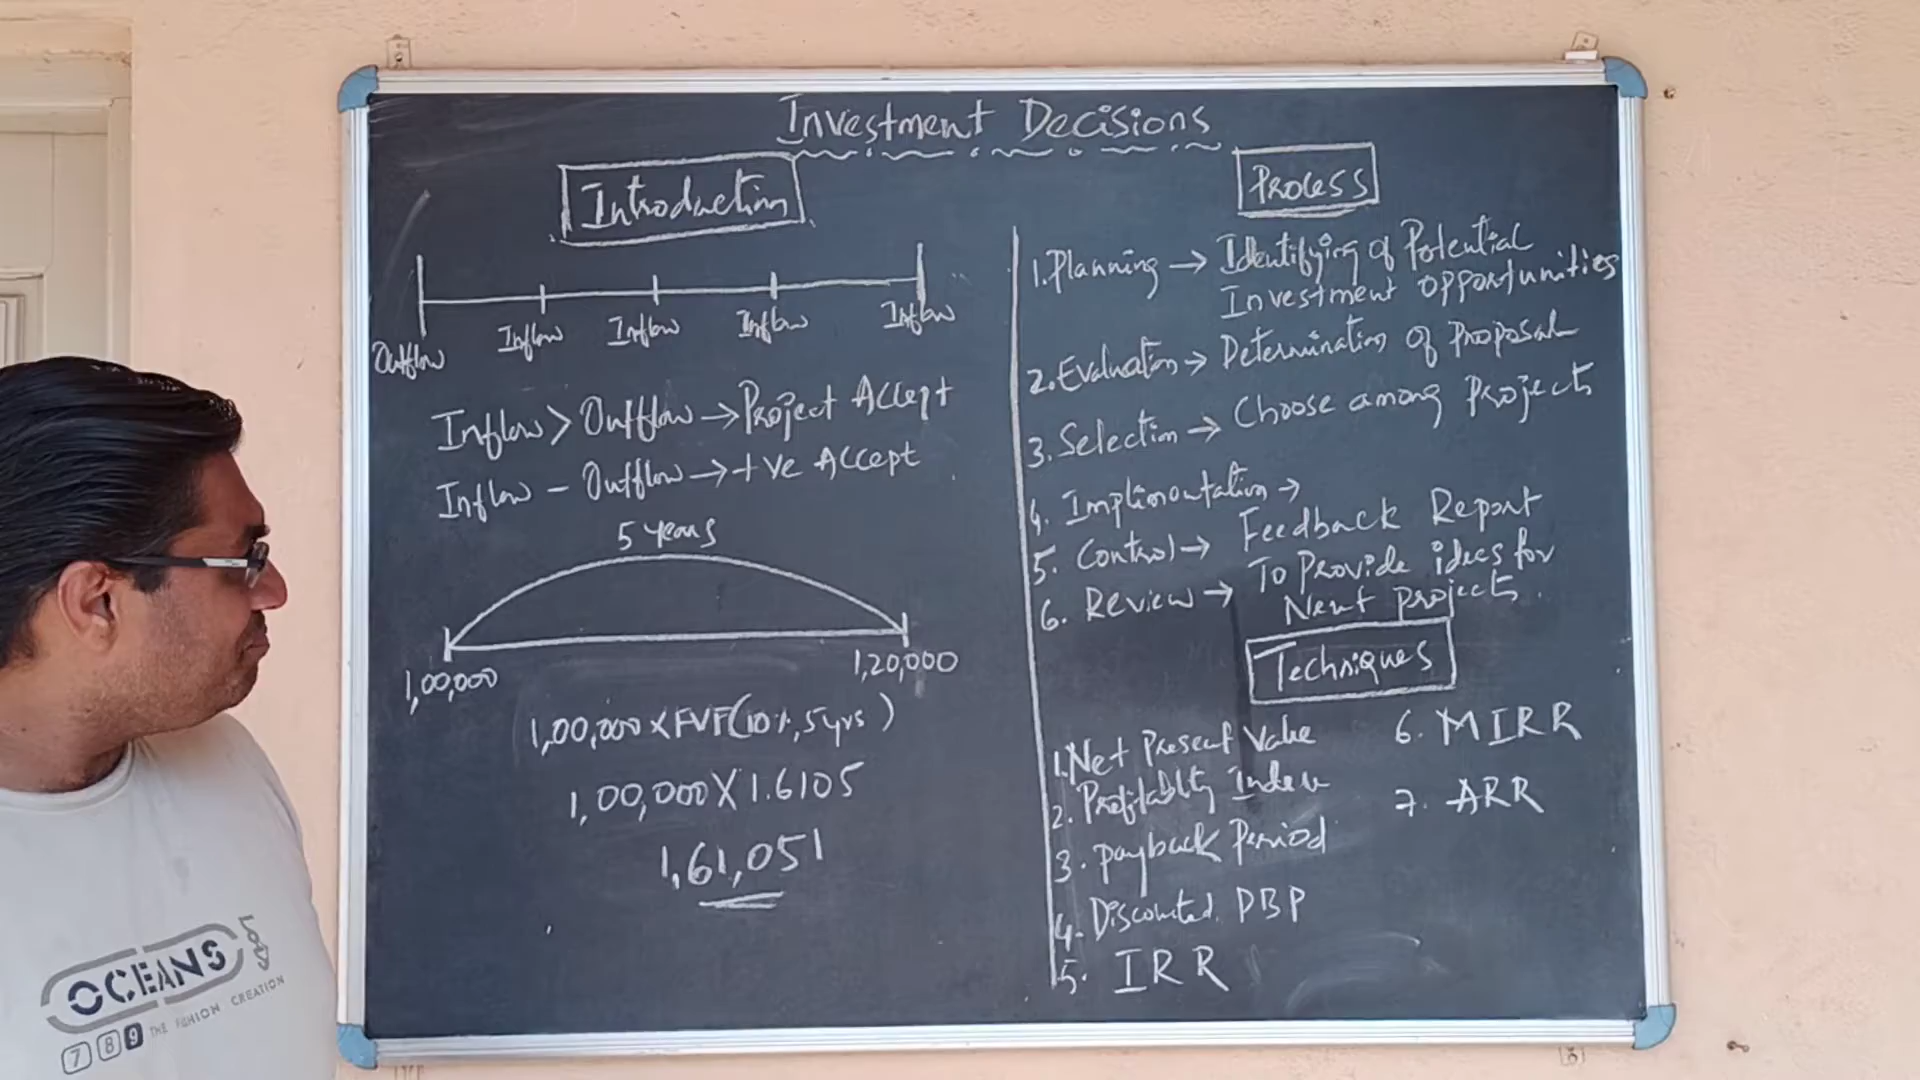 Investment Decisions
Introduction
Outflow Inflow Inflow Inflow Inflow
Inflow > Outflow → Project Accept
Inflow - Outflow → +ve Accept
5 years
1,00,000 1,20,000
1,00,000 x FVF(10%, 5yrs)
1,00,000 X 1.6105
1,61,051
Process
1. Planning → Identifying of Potential
Investment opportunities
2. Evaluation → Determination of Proposal
3. Selection → Choose among Projects
4. Implimentation →
5. Control → Feedback Report
6. Review → To Provide ideas for
Next projects.
Techniques
1. Net Present Value
2. Profitablity Index
3. Payback Period
4. Discounted PBP
5. IRR
6. MIRR
7. ARR
OCEANS
789 THE FUHION CREATION